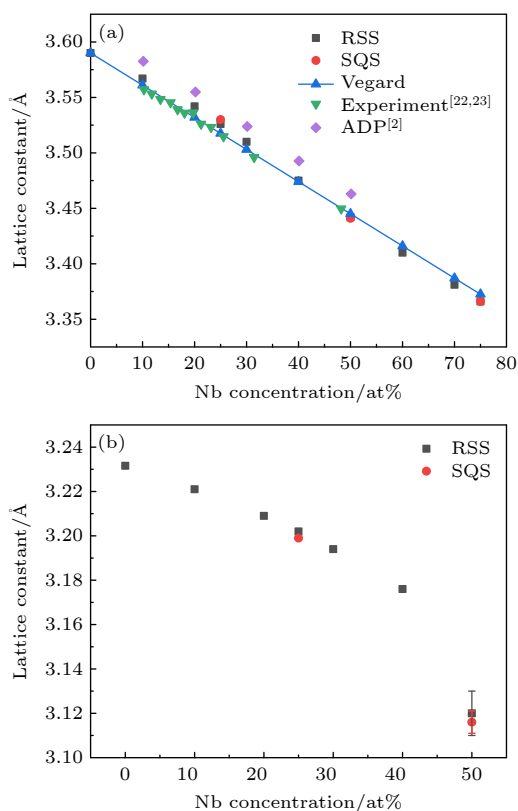 (a)
RSS
SQS
Vegard
Experiment[22,23]
ADP[2]
3.60
3.55
3.50
3.45
3.40
3.35
Lattice constant/Å
0 10 20 30 40 50 60 70 80
Nb concentration/at%
(b)
RSS
SQS
3.24
3.22
3.20
3.18
3.16
3.14
3.12
3.10
Lattice constant/Å
0 10 20 30 40 50
Nb concentration/at%